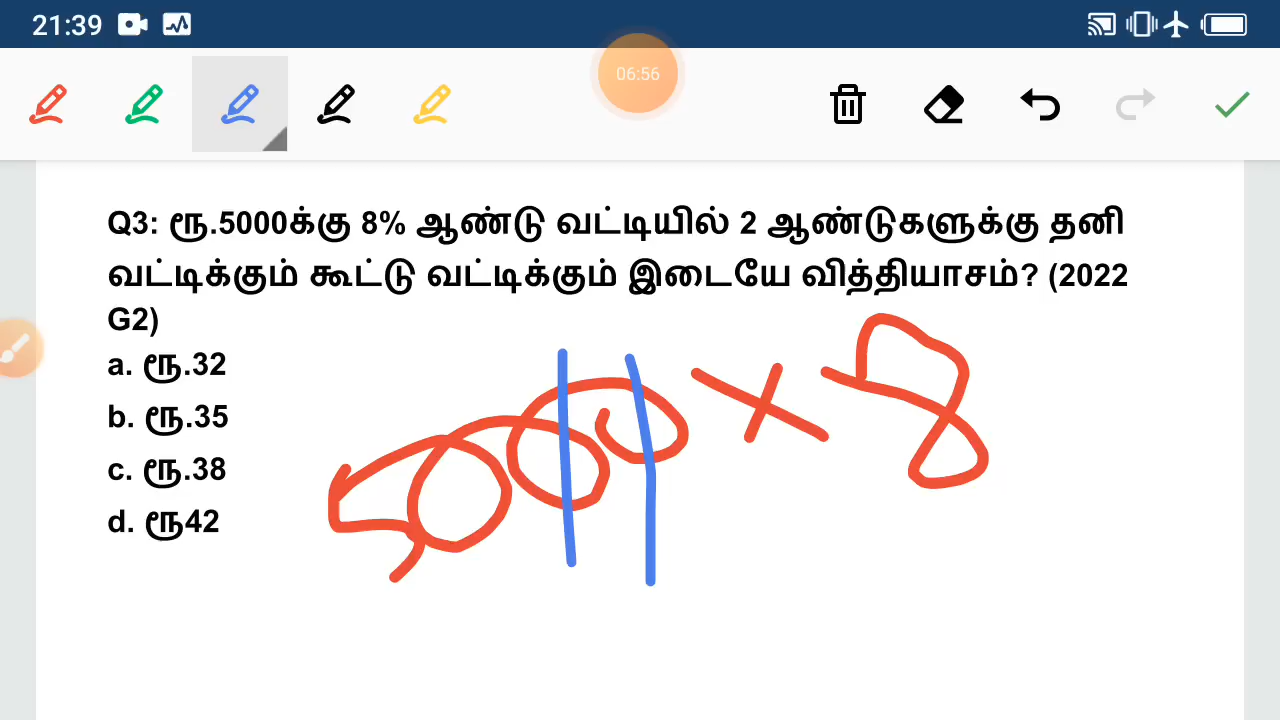 21:39
06:56
Q3: ரூ.5000க்கு 8% ஆண்டு வட்டியில் 2 ஆண்டுகளுக்கு தனி
வட்டிக்கும் கூட்டு வட்டிக்கும் இடையே வித்தியாசம்? (2022
G2)
a. ரூ.32
b. ரூ.35
c. ரூ.38
d. ரூ42
5000 × 8